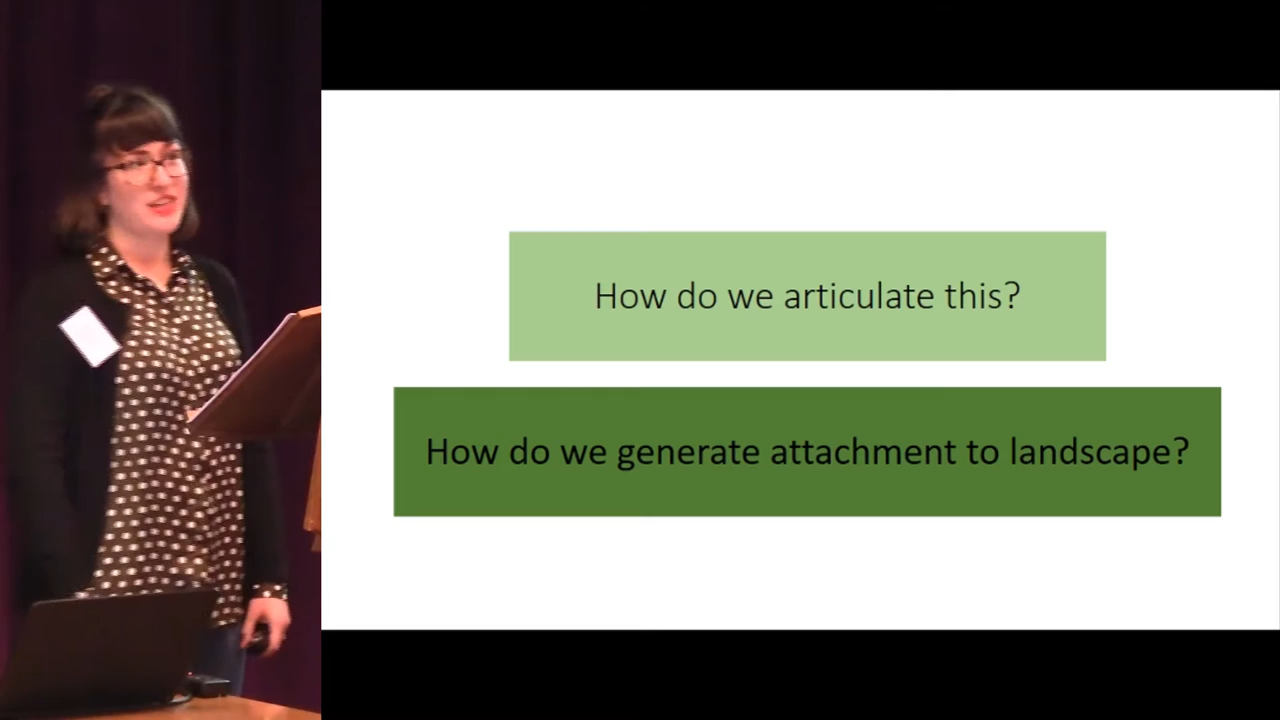 How do we articulate this?
How do we generate attachment to landscape?